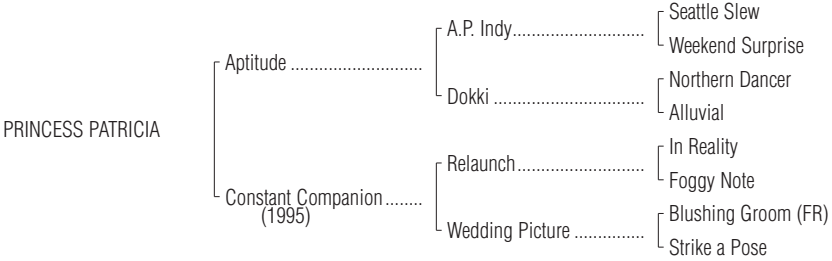 Seattle Slew
A.P. Indy..............................
Weekend Surprise
Aptitude ..............................
Northern Dancer
Dokki ..................................
Alluvial
PRINCESS PATRICIA
In Reality
Relaunch..............................
Foggy Note
Constant Companion........
(1995)
Blushing Groom (FR)
Wedding Picture ...............
Strike a Pose